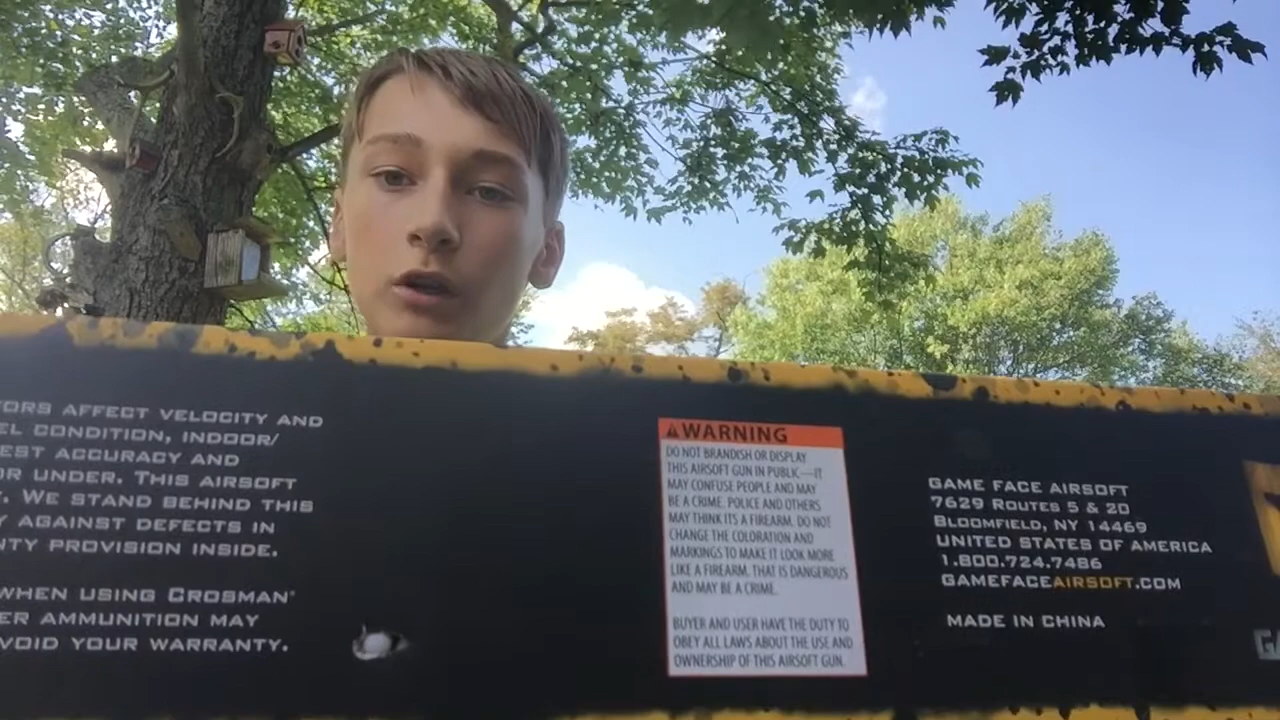 ORS AFFECT VELOCITY AND
EL CONDITION, INDOOR/
EST ACCURACY AND
OR UNDER. THIS AIRSOFT
. WE STAND BEHIND THIS
Y AGAINST DEFECTS IN
NTY PROVISION INSIDE.
WHEN USING CROSMAN®
ER AMMUNITION MAY
VOID YOUR WARRANTY.
WARNING
DO NOT BRANDISH OR DISPLAY
THIS AIRSOFT GUN IN PUBLIC—IT
MAY CONFUSE PEOPLE AND MAY
BE A CRIME. POLICE AND OTHERS
MAY THINK ITS A FIREARM. DO NOT
CHANGE THE COLORATION AND
MARKINGS TO MAKE IT LOOK MORE
LIKE A FIREARM. THAT IS DANGEROUS
AND MAY BE A CRIME.
BUYER AND USER HAVE THE DUTY TO
OBEY ALL LAWS ABOUT THE USE AND
OWNERSHIP OF THIS AIRSOFT GUN.
GAME FACE AIRSOFT
7629 ROUTES 5 & 20
BLOOMFIELD, NY 14469
UNITED STATES OF AMERICA
1.800.724.7486
GAMEFACEAIRSOFT.COM
MADE IN CHINA